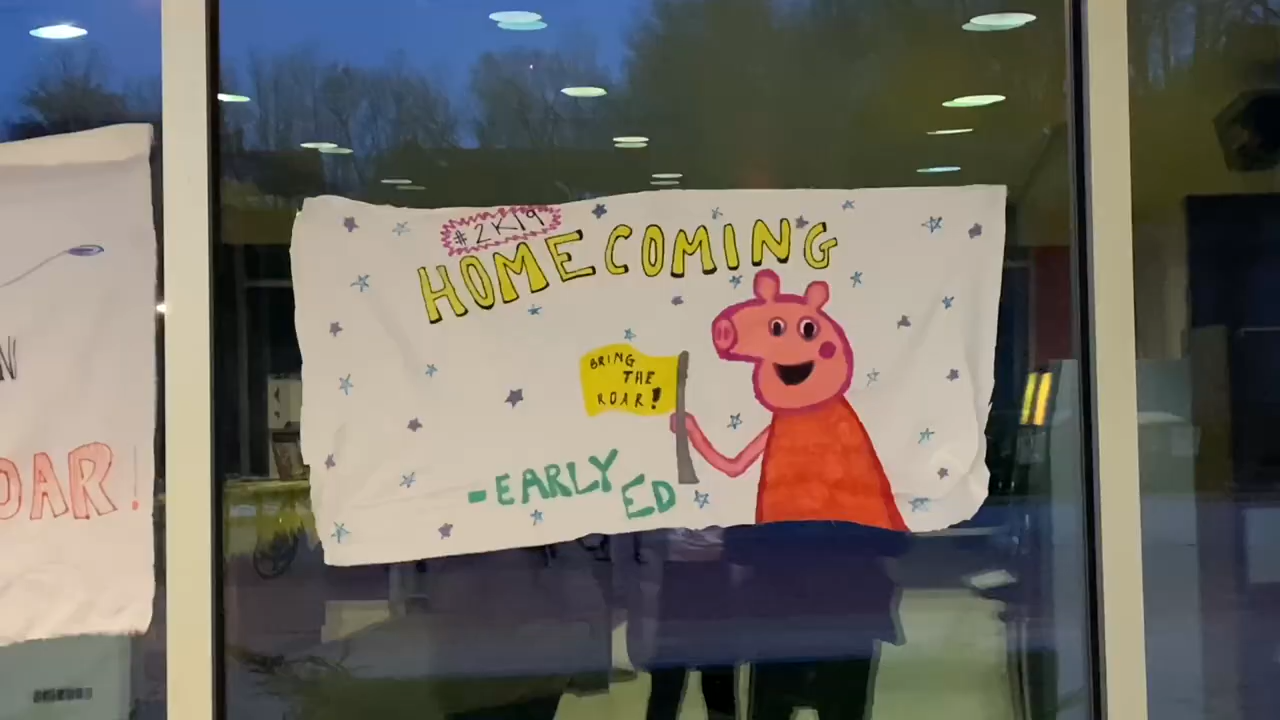 #2K19
HOMECOMING
BRING
THE
ROAR!
-EARLY
ED
N
OAR!